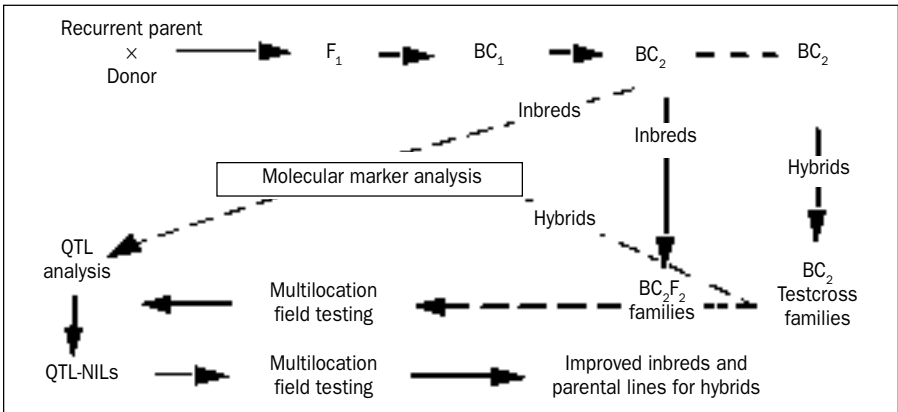 Recurrent parent
×
Donor
F₁
BC₁
BC₂
BC₂
Inbreds
Inbreds
Hybrids
Molecular marker analysis
Hybrids
QTL
analysis
Multilocation
field testing
BC₂F₂
families
BC₂
Testcross
families
QTL-NILs
Multilocation
field testing
Improved inbreds and
parental lines for hybrids